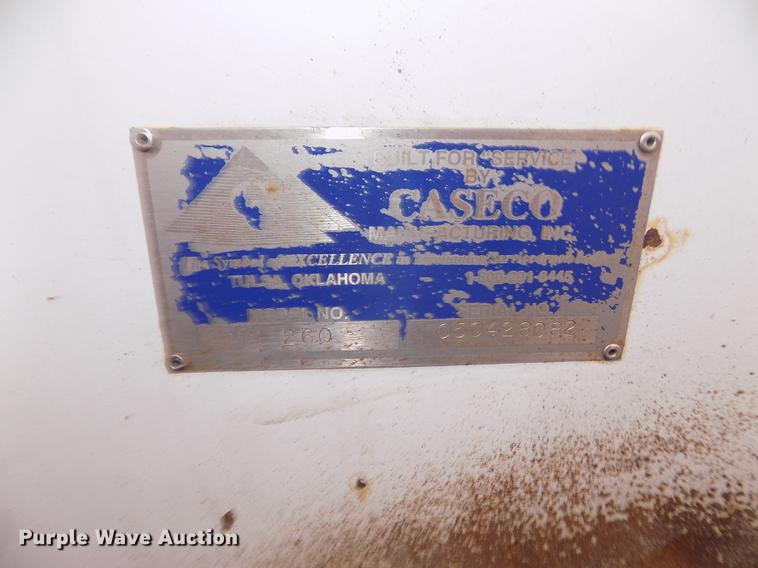 BUILT FOR "SERVICE"
BY
CASECO
MANUFACTURING, INC.
The Symbol of EXCELLENCE in
TULSA, OKLAHOMA
MODEL NO. SERIAL NO.
260 050428082
Purple Wave Auction